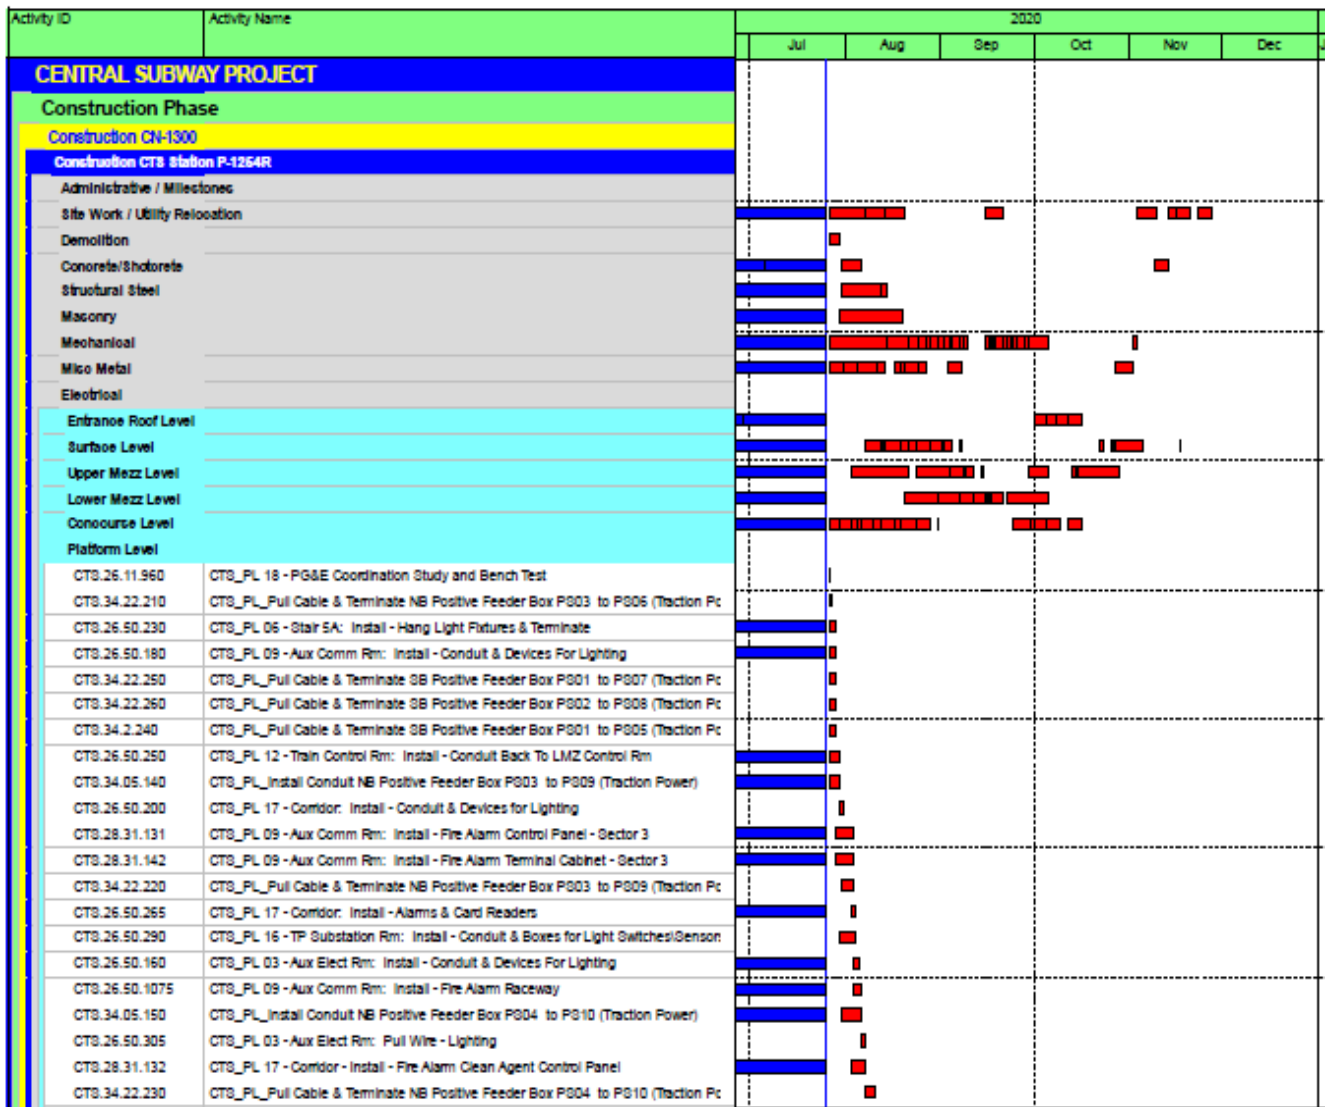 Activity ID Activity Name 2020
Jul Aug Sep Oct Nov Dec
CENTRAL SUBWAY PROJECT
Construction Phase
Construction CN-1300
Construction CTS Station P-1254R
Administrative / Milestones
Site Work / Utility Relocation
Demolition
Concrete/Shotcrete
Structural Steel
Masonry
Mechanical
Misc Metal
Electrical
Entrance Roof Level
Surface Level
Upper Mezz Level
Lower Mezz Level
Concourse Level
Platform Level
CTS.26.11.960 CTS_PL 18 - PG&E Coordination Study and Bench Test
CTS.34.22.210 CTS_PL_Pull Cable & Terminate NB Positive Feeder Box PS03 to PS06 (Traction Pc
CTS.26.50.230 CTS_PL 06 - Stair 5A: Install - Hang Light Fixtures & Terminate
CTS.26.50.180 CTS_PL 09 - Aux Comm Rm: Install - Conduit & Devices For Lighting
CTS.34.22.250 CTS_PL_Pull Cable & Terminate SB Positive Feeder Box PS01 to PS07 (Traction Pc
CTS.34.22.260 CTS_PL_Pull Cable & Terminate SB Positive Feeder Box PS02 to PS08 (Traction Pc
CTS.34.2.240 CTS_PL_Pull Cable & Terminate SB Positive Feeder Box PS01 to PS05 (Traction Pc
CTS.26.50.250 CTS_PL 12 - Train Control Rm: Install - Conduit Back To LMZ Control Rm
CTS.34.05.140 CTS_PL_Install Conduit NB Positive Feeder Box PS03 to PS09 (Traction Power)
CTS.26.50.200 CTS_PL 17 - Corridor: Install - Conduit & Devices for Lighting
CTS.28.31.131 CTS_PL 09 - Aux Comm Rm: Install - Fire Alarm Control Panel - Sector 3
CTS.28.31.142 CTS_PL 09 - Aux Comm Rm: Install - Fire Alarm Terminal Cabinet - Sector 3
CTS.34.22.220 CTS_PL_Pull Cable & Terminate NB Positive Feeder Box PS03 to PS09 (Traction Pc
CTS.26.50.265 CTS_PL 17 - Corridor: Install - Alarms & Card Readers
CTS.26.50.290 CTS_PL 16 - TP Substation Rm: Install - Conduit & Boxes for Light Switches\Sensor:
CTS.26.50.160 CTS_PL 03 - Aux Elect Rm: Install - Conduit & Devices For Lighting
CTS.26.50.1075 CTS_PL 09 - Aux Comm Rm: Install - Fire Alarm Raceway
CTS.34.05.150 CTS_PL_Install Conduit NB Positive Feeder Box PS04 to PS10 (Traction Power)
CTS.26.50.305 CTS_PL 03 - Aux Elect Rm: Pull Wire - Lighting
CTS.28.31.132 CTS_PL 17 - Corridor - Install - Fire Alarm Clean Agent Control Panel
CTS.34.22.230 CTS_PL_Pull Cable & Terminate NB Positive Feeder Box PS04 to PS10 (Traction Pc